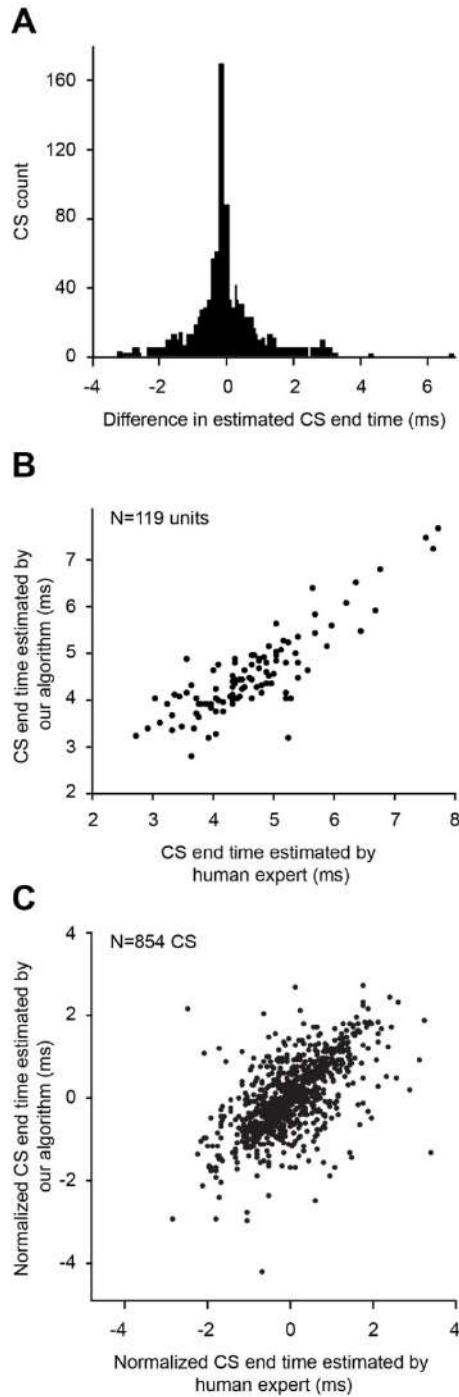 A
160
120
80
40
0
CS count
-4
-2
0
2
4
6
Difference in estimated CS end time (ms)
B
N=119 units
7
6
5
4
3
2
CS end time estimated by
our algorithm (ms)
2
3
4
5
6
7
8
CS end time estimated by
human expert (ms)
C
N=854 CS
4
2
0
-2
-4
Normalized CS end time estimated by
our algorithm (ms)
-4
-2
0
2
4
Normalized CS end time estimated by
human expert (ms)